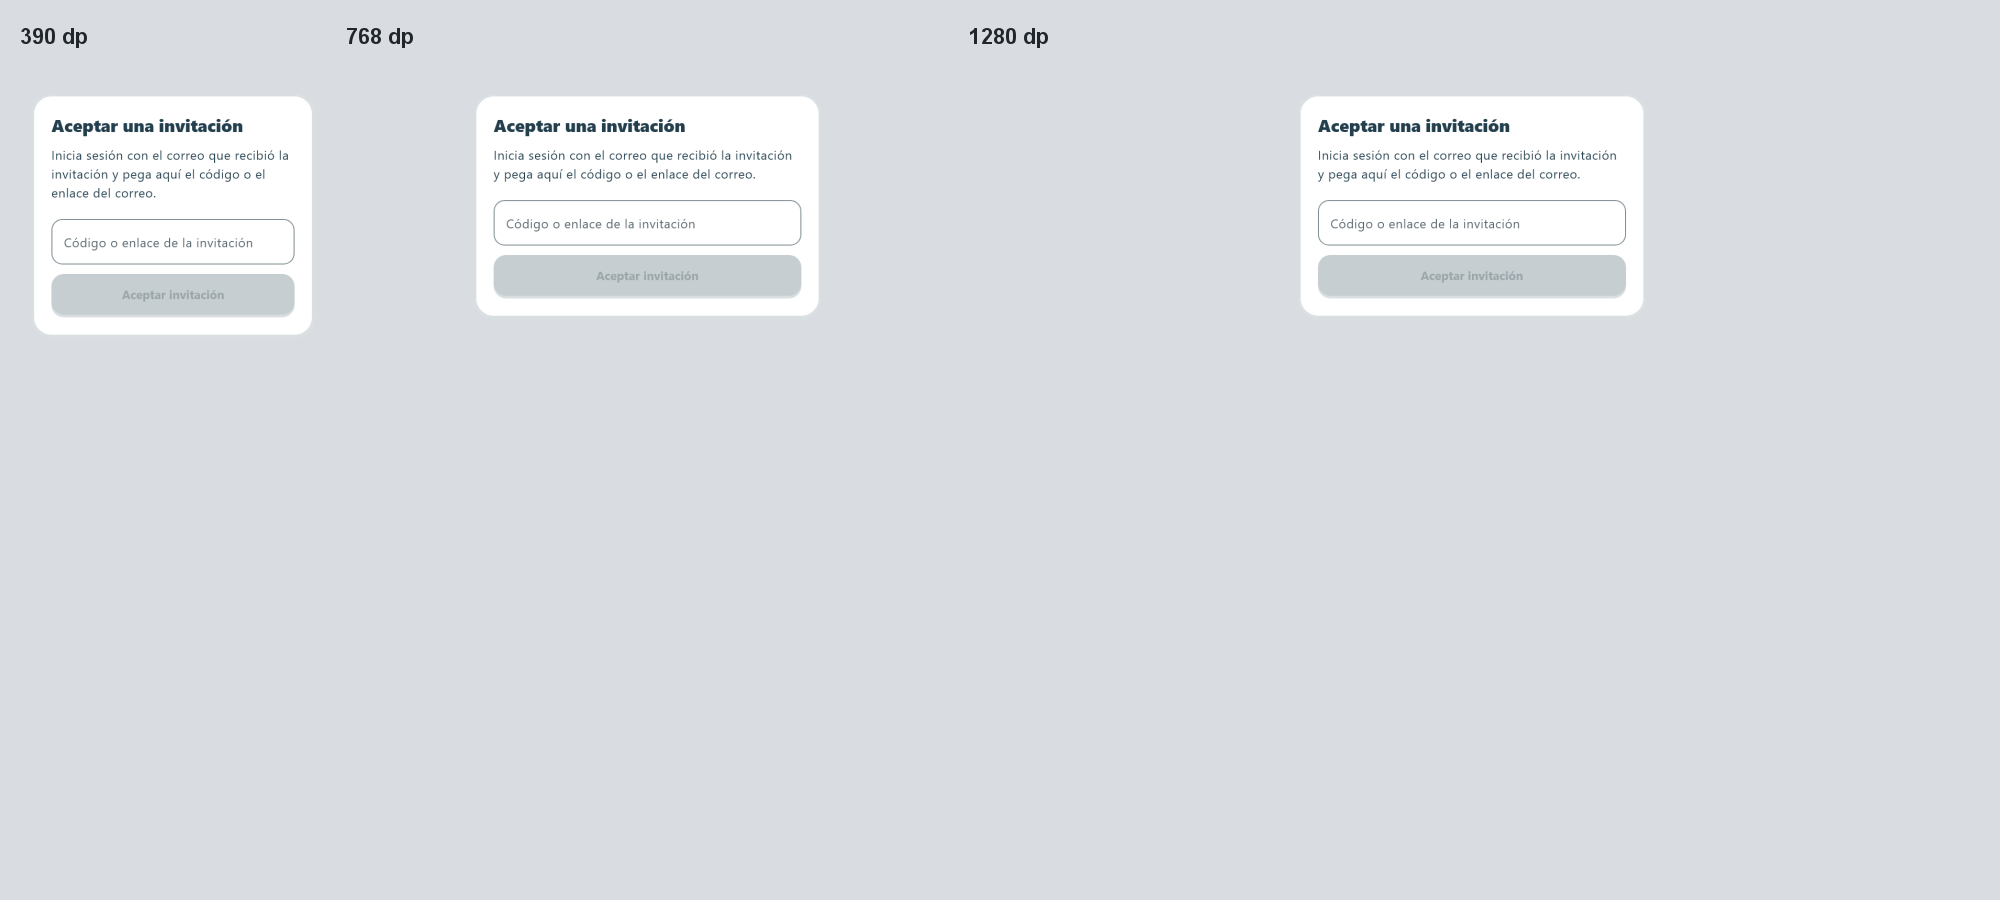 390 dp
768 dp
1280 dp
Aceptar una invitación
Inicia sesión con el correo que recibió la
invitación y pega aquí el código o el
enlace del correo.
Código o enlace de la invitación
Aceptar invitación
Aceptar una invitación
Inicia sesión con el correo que recibió la invitación
y pega aquí el código o el enlace del correo.
Código o enlace de la invitación
Aceptar invitación
Aceptar una invitación
Inicia sesión con el correo que recibió la invitación
y pega aquí el código o el enlace del correo.
Código o enlace de la invitación
Aceptar invitación